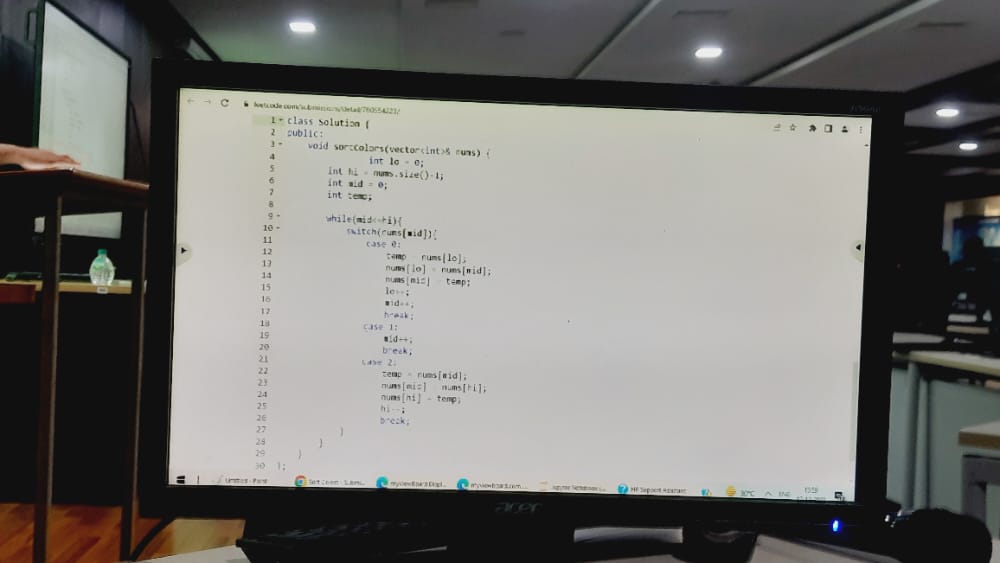 leetcode.com/submissions/detail/760554223/
1 class Solution {
2 public:
3 void sortColors(vector<int>& nums) {
4 int lo = 0;
5 int hi = nums.size()-1;
6 int mid = 0;
7 int temp;
8
9 while(mid<=hi){
10 switch(nums[mid]){
11 case 0:
12 temp = nums[lo];
13 nums[lo] = nums[mid];
14 nums[mid] = temp;
15 lo++;
16 mid++;
17 break;
18 case 1:
19 mid++;
20 break;
21 case 2:
22 temp = nums[mid];
23 nums[mid] = nums[hi];
24 nums[hi] = temp;
25 hi--;
26 break;
27 }
28 }
29 }
30 };
Untitled - Paint Sort Colors - Submi... myViewBoard Displ... myviewboard.com... Jupyter Notebook (... HP Support Assistant 30°C ENG
acer